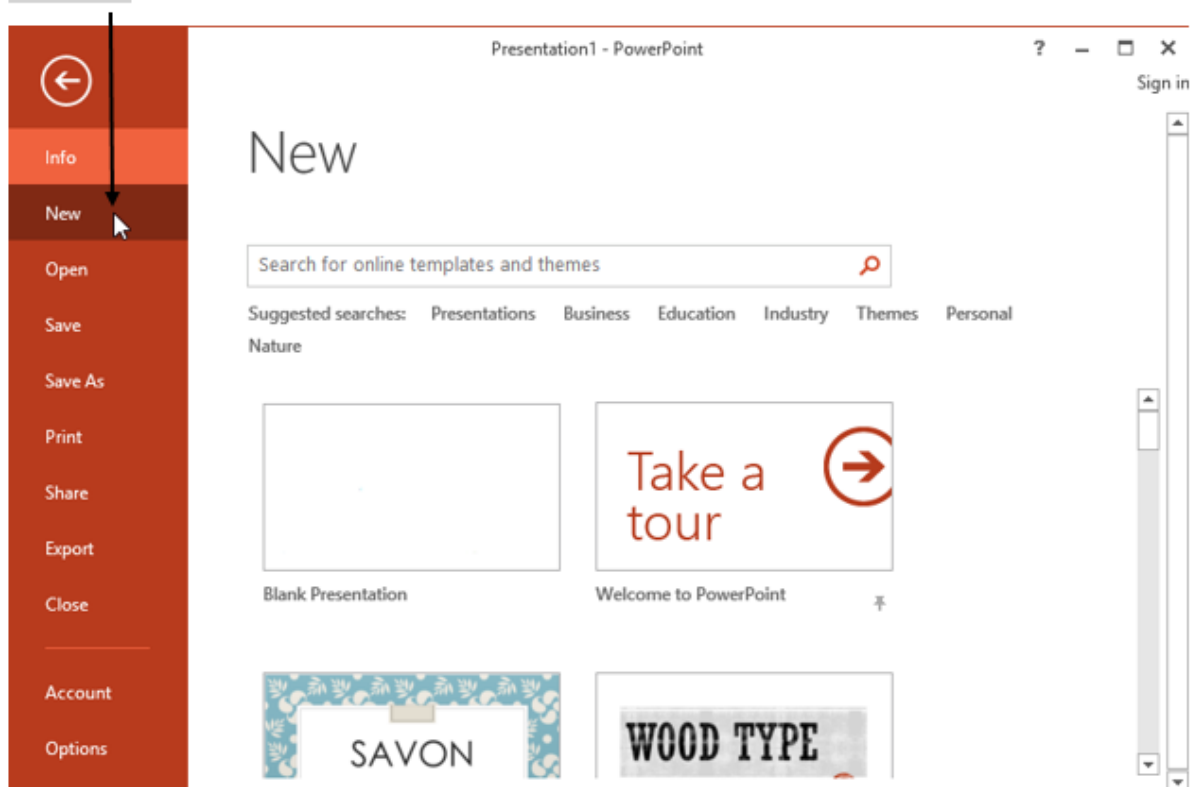 Presentation1 - PowerPoint
?
Sign in
Info
New
Open
Save
Save As
Print
Share
Export
Close
Account
Options
New
Search for online templates and themes
Suggested searches: Presentations Business Education Industry Themes Personal
Nature
Take a
tour
Blank Presentation
Welcome to PowerPoint
SAVON
WOOD TYPE